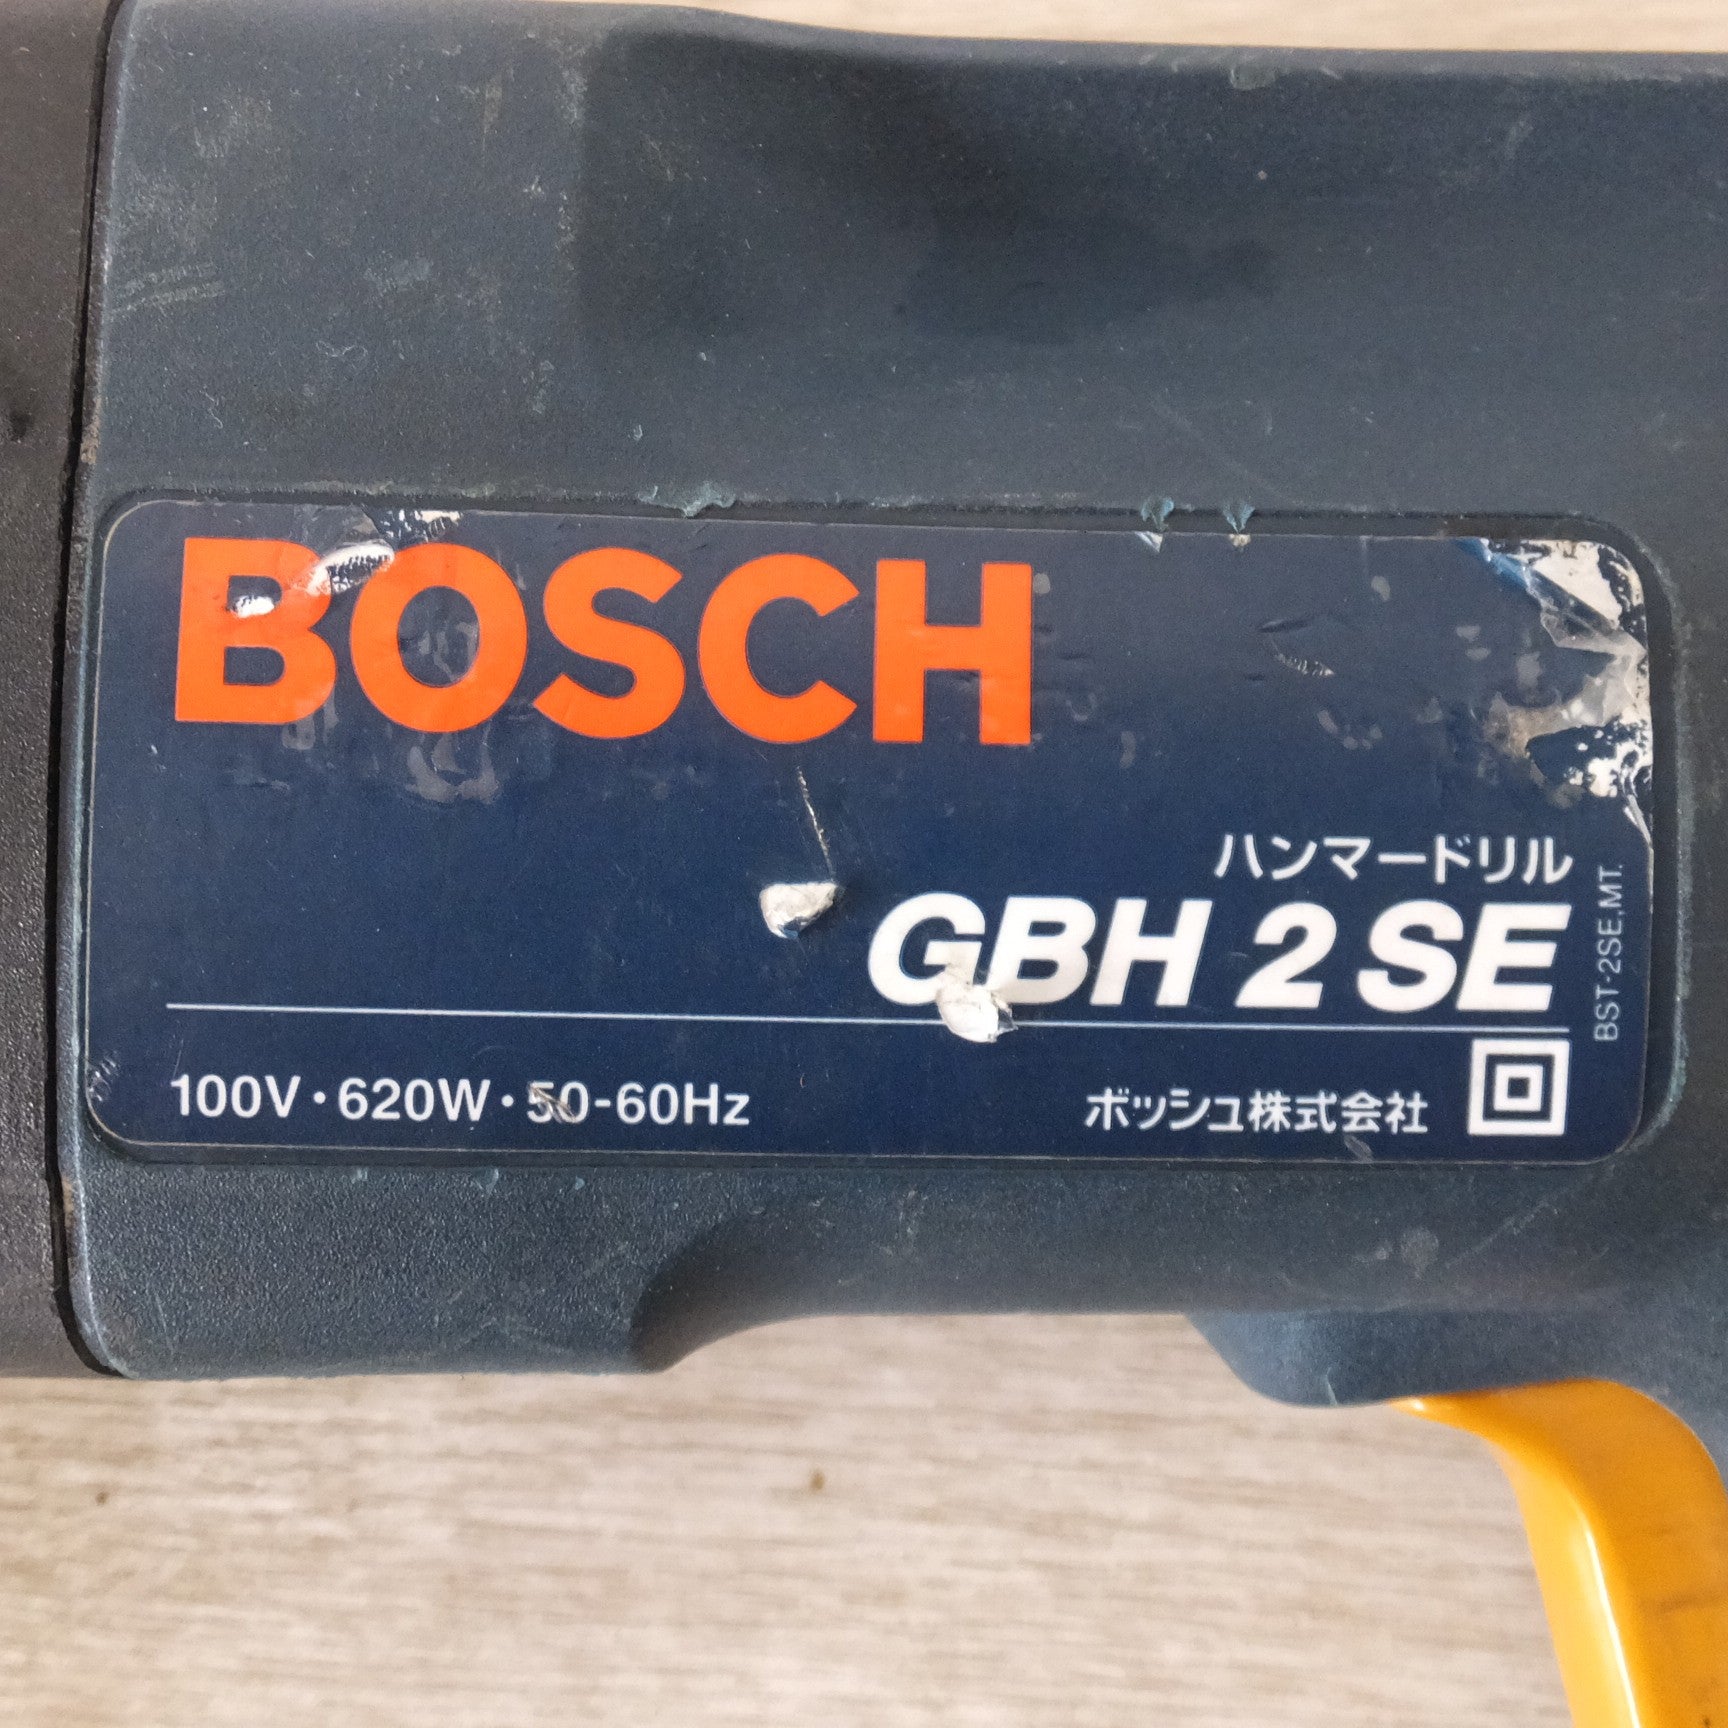 BOSCH
ハンマードリル
GBH 2 SE
BST·2SE.MT.
100V·620W·50-60Hz
ボッシュ株式会社